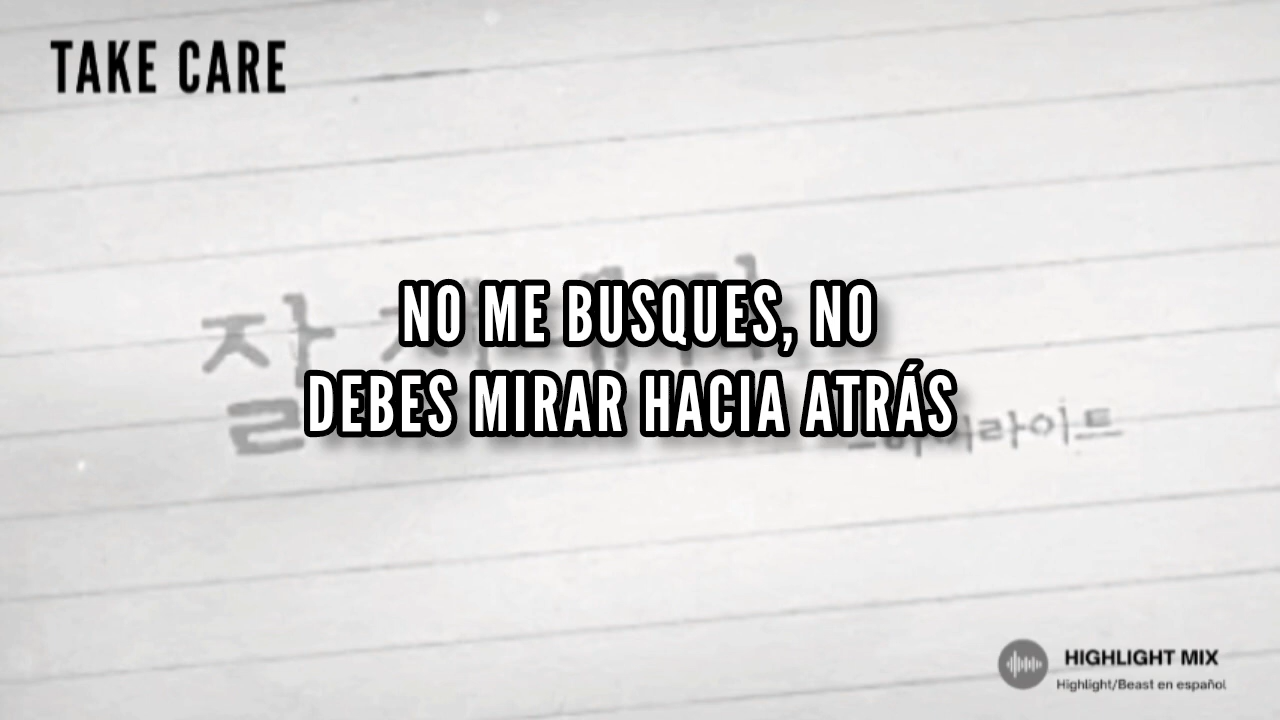 TAKE CARE
잘
NO ME BUSQUES, NO
DEBES MIRAR HACIA ATRÁS
HIGHLIGHT MIX
Highlight/Beast en español